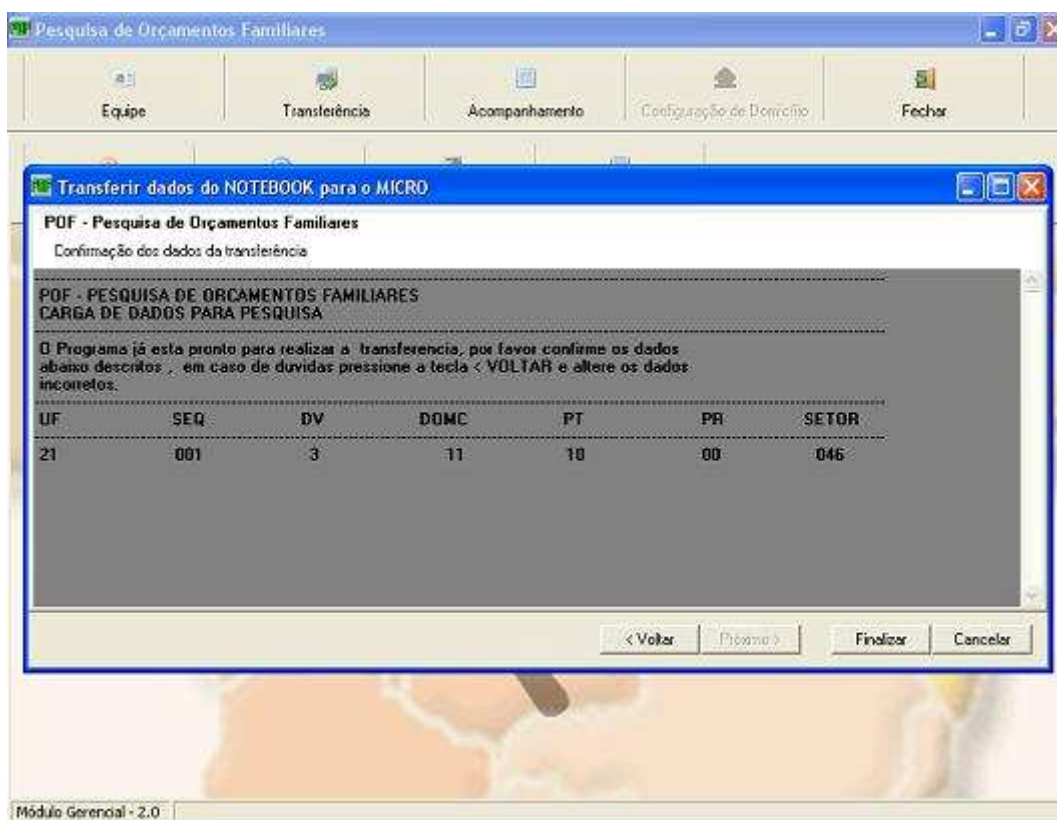 Pesquisa de Orçamentos Familiares
Equipe
Transferência
Acompanhamento
Configuração de Domicílio
Fechar
Transferir dados do NOTEBOOK para o MICRO
POF - Pesquisa de Orçamentos Familiares
Confirmação dos dados da transferência
POF - PESQUISA DE ORCAMENTOS FAMILIARES
CARGA DE DADOS PARA PESQUISA
O Programa já esta pronto para realizar a transferencia, por favor confirme os dados
abaixo descritos , em caso de duvidas pressione a tecla < VOLTAR e altere os dados
incorretos.
UF SEQ DV DOMC PT PR SETOR
21 001 3 11 10 00 046
< Voltar Próximo > Finalizar Cancelar
Módulo Gerencial - 2.0